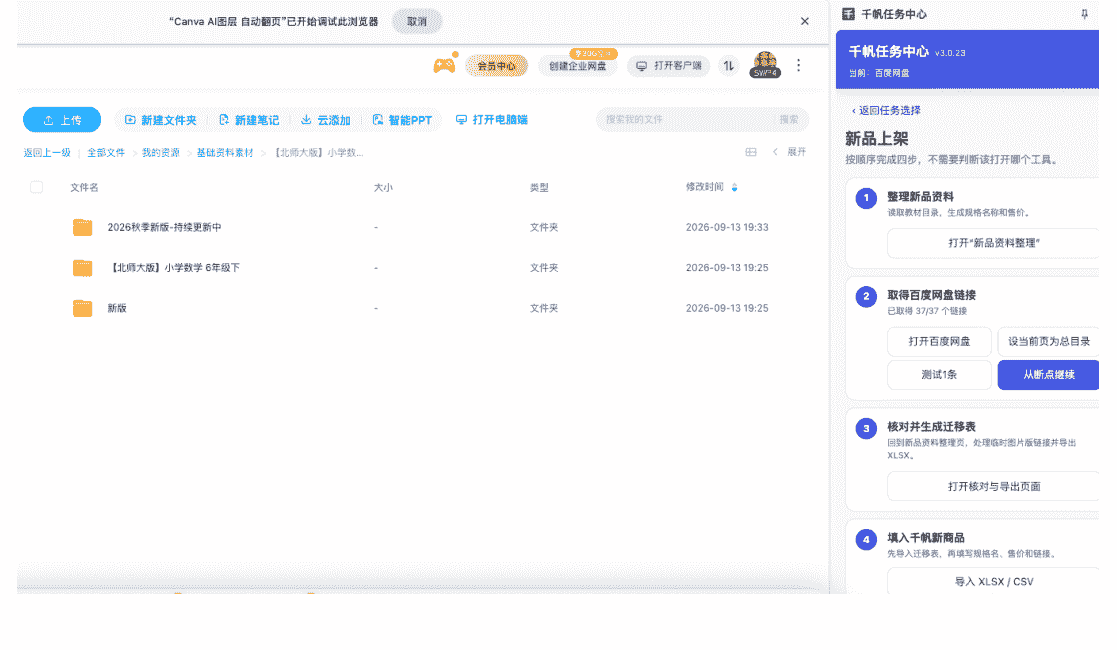 “Canva AI图层 自动翻页”已开始调试此浏览器
取消
会员中心
创建企业网盘
打开客户端
SVIP4
上传
新建文件夹
新建笔记
云添加
智能PPT
打开电脑端
搜索我的文件
搜索
返回上一级 | 全部文件 > 我的资源 > 基础资料素材 > 【北师大版】小学数...
展开
文件名
大小
类型
修改时间
2026秋季新版-持续更新中
-
文件夹
2026-09-13 19:33
【北师大版】小学数学 6年级下
-
文件夹
2026-09-13 19:25
新版
-
文件夹
2026-09-13 19:25
千 千帆任务中心
千帆任务中心 v3.0.23
当前：百度网盘
‹ 返回任务选择
新品上架
按顺序完成四步，不需要判断该打开哪个工具。
1 整理新品资料
读取教材目录、生成规格名称和售价。
打开“新品资料整理”
2 取得百度网盘链接
已取得 37/37 个链接
打开百度网盘
设当前页为总目录
测试1条
从断点继续
3 核对并生成迁移表
回到新品资料整理页，处理临时图片版链接并导出
XLSX。
打开核对与导出页面
4 填入千帆新商品
先导入迁移表，再填写规格名、售价和链接。
导入 XLSX / CSV